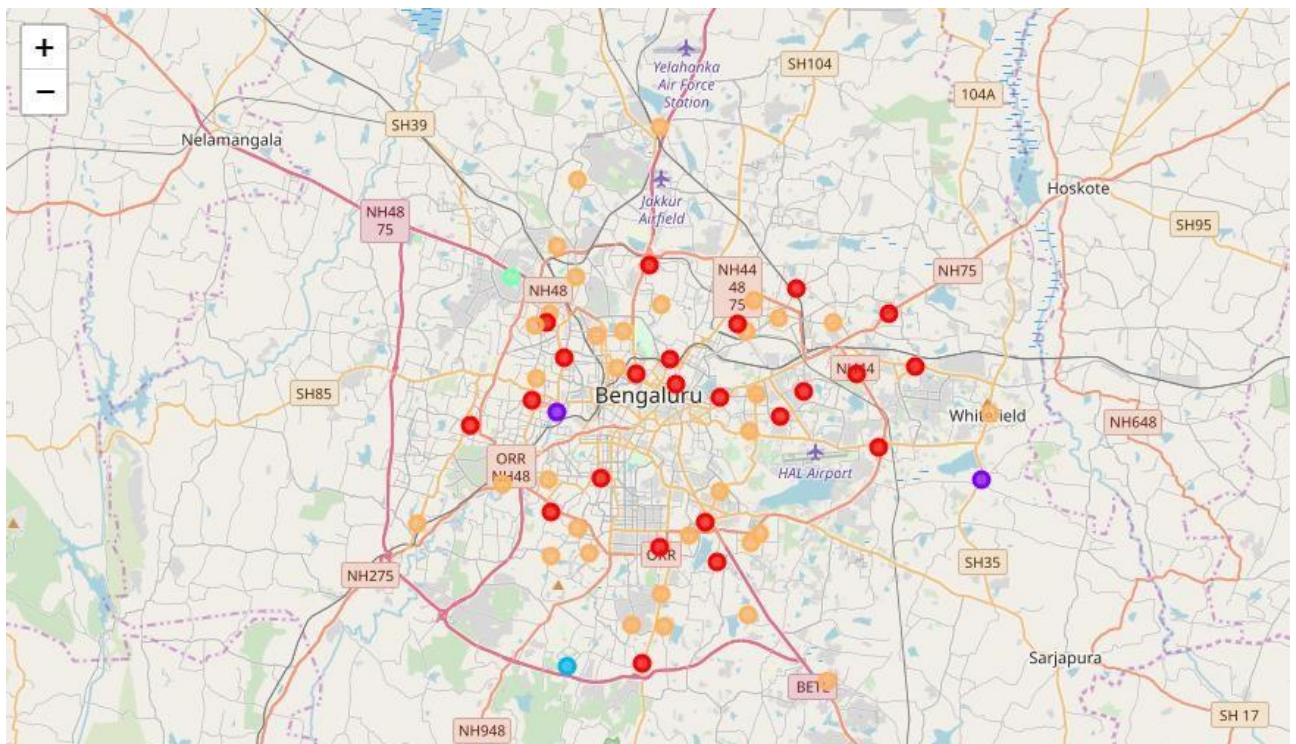 +
−
Yelahanka
Air Force
Station
SH104
104A
SH39
Nelamangala
Jakkur
Airfield
Hoskote
NH48
75
SH95
NH44
48
75
NH75
NH48
NH44
SH85
Bengaluru
Whitefield
NH648
ORR
NH48
HAL Airport
ORR
SH35
NH275
Sarjapura
SH 17
NH948